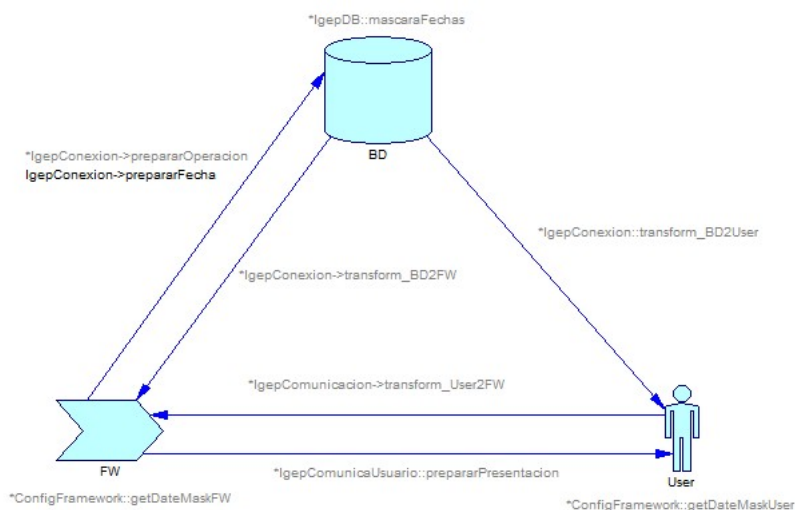 *IgepDB::mascaraFechas
*IgepConexion->prepararOperacion
IgepConexion->prepararFecha
BD
*IgepConexion::transform_BD2User
*IgepConexion->transform_BD2FW
*IgepComunicacion->transform_User2FW
FW
*IgepComunicaUsuario::prepararPresentacion
User
*ConfigFramework::getDateMaskFW
*ConfigFramework::getDateMaskUser